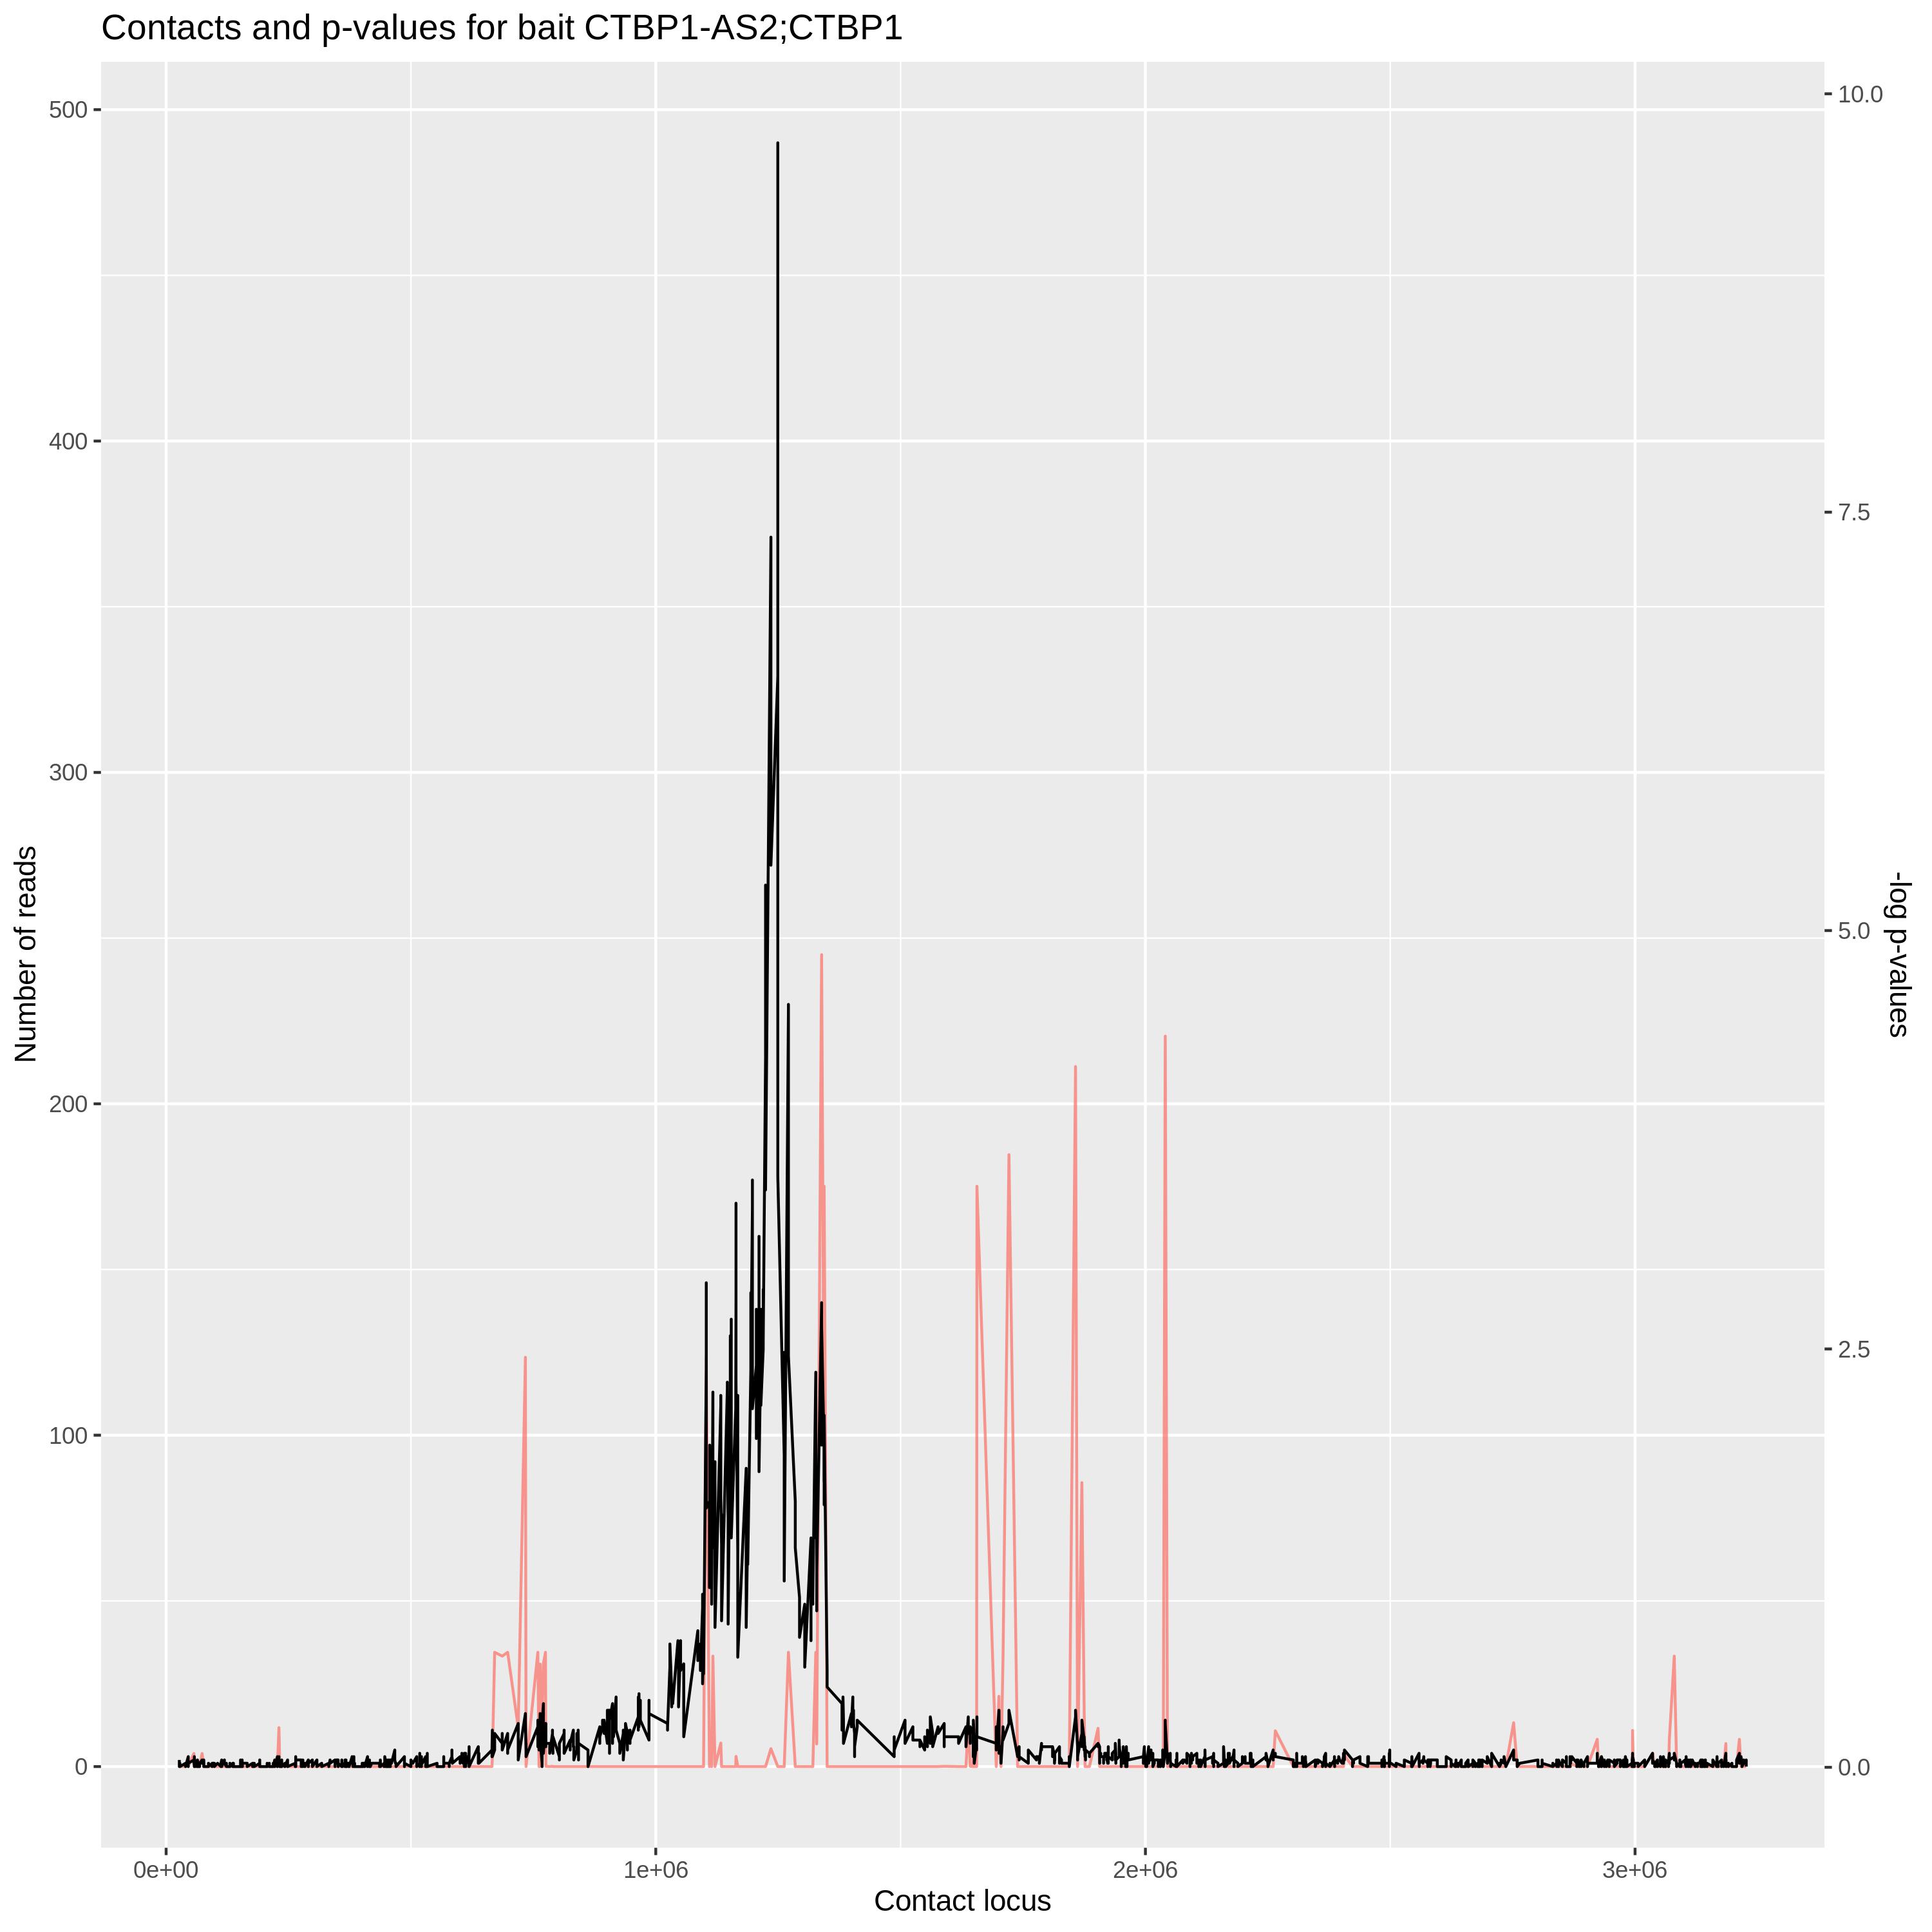 Contacts and p-values for bait CTBP1-AS2;CTBP1
500
400
300
200
100
0
Number of reads
10.0
7.5
5.0
2.5
0.0
-log p-values
0e+00
1e+06
2e+06
3e+06
Contact locus